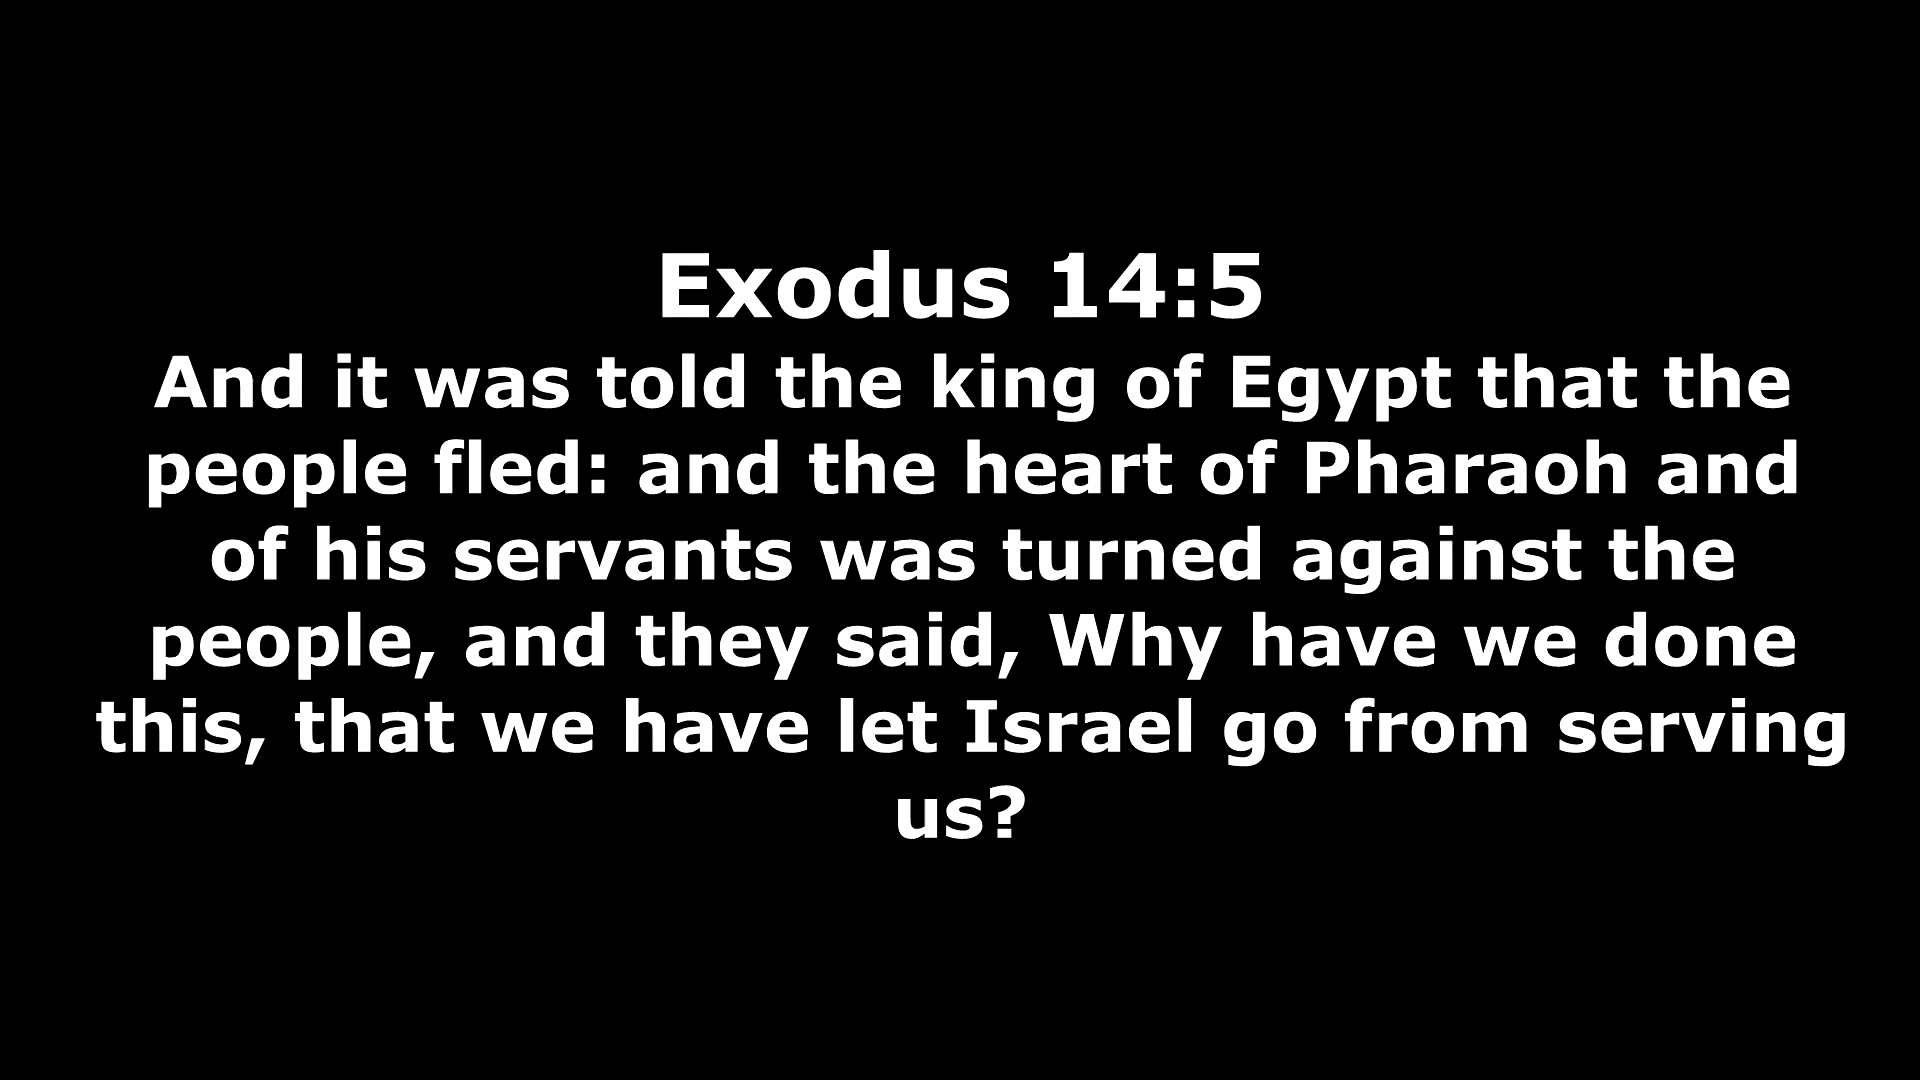 Exodus 14:5
And it was told the king of Egypt that the
people fled: and the heart of Pharaoh and
of his servants was turned against the
people, and they said, Why have we done
this, that we have let Israel go from serving
us?